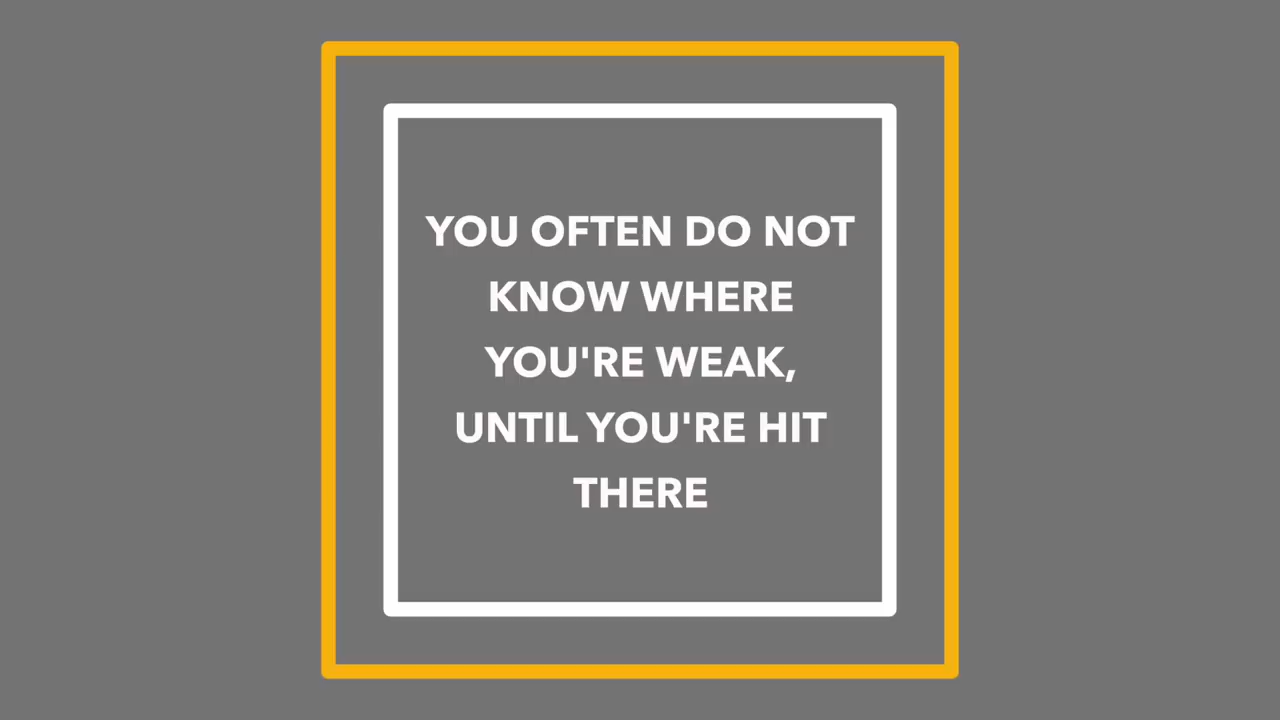 YOU OFTEN DO NOT
KNOW WHERE
YOU'RE WEAK,
UNTIL YOU'RE HIT
THERE